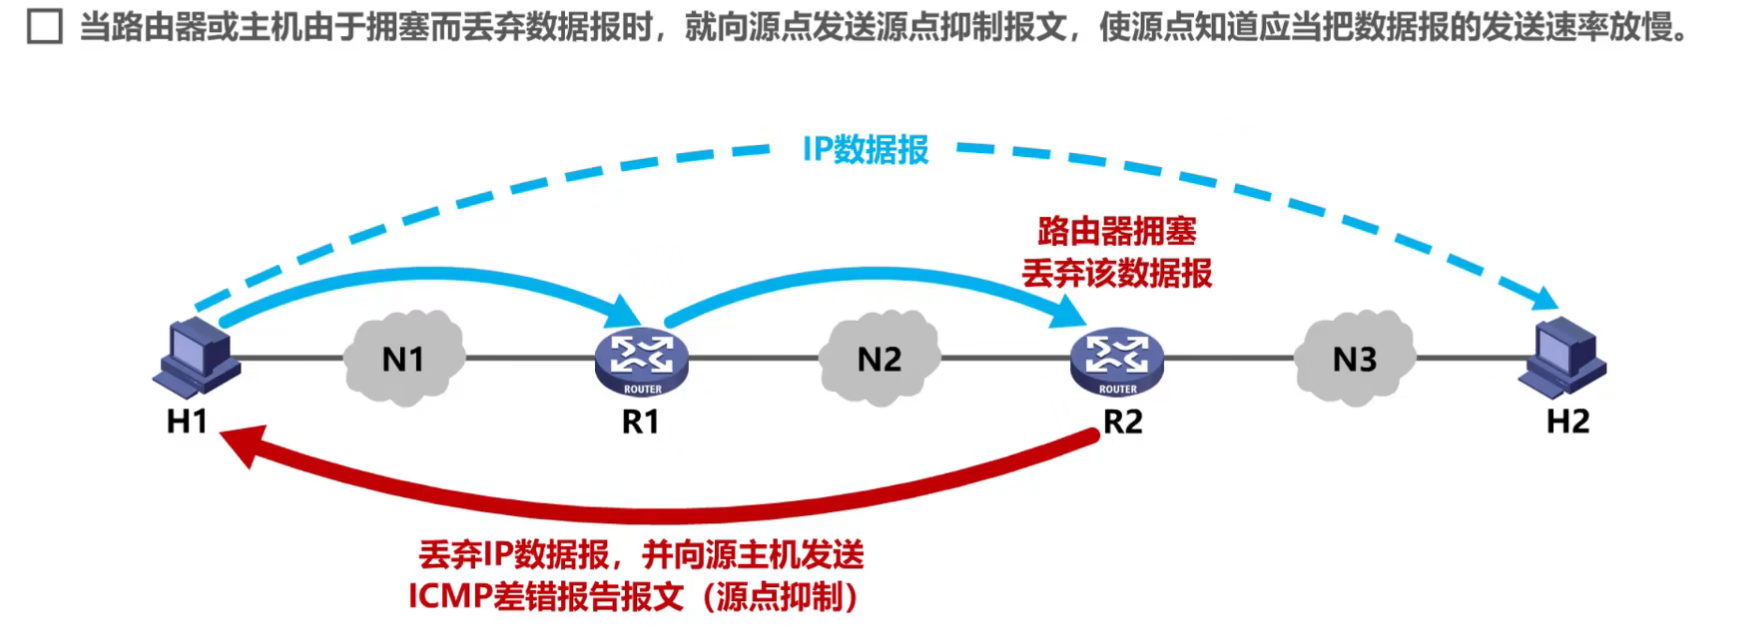 当路由器或主机由于拥塞而丢弃数据报时，就向源点发送源点抑制报文，使源点知道应当把数据报的发送速率放慢。
IP数据报
路由器拥塞
丢弃该数据报
N1
N2
N3
ROUTER
ROUTER
H1
R1
R2
H2
丢弃IP数据报，并向源主机发送
ICMP差错报告报文（源点抑制）